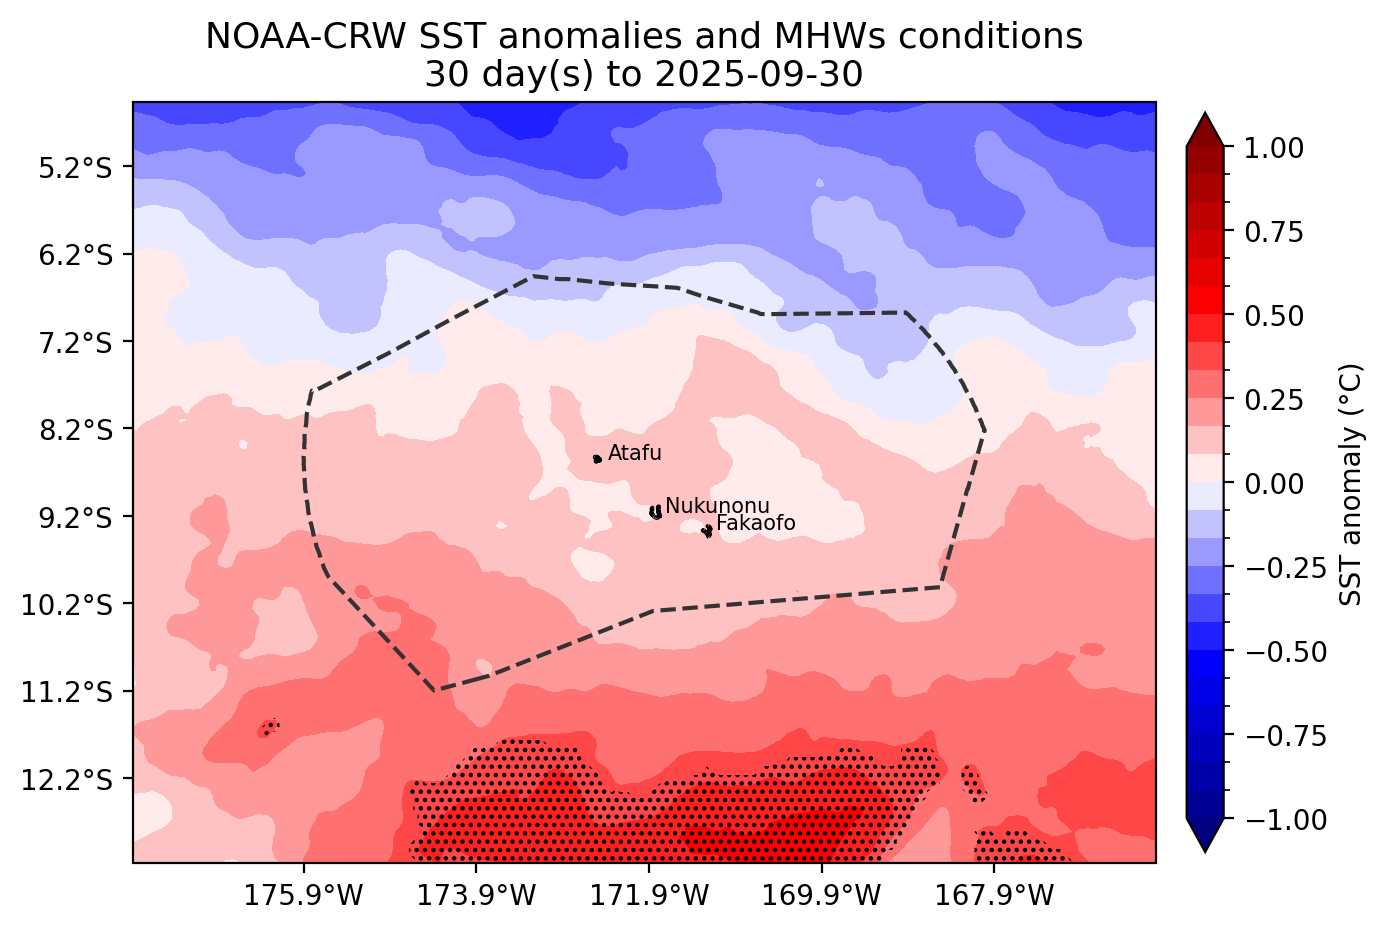 NOAA-CRW SST anomalies and MHWs conditions
30 day(s) to 2025-09-30
5.2°S
6.2°S
7.2°S
8.2°S
9.2°S
10.2°S
11.2°S
12.2°S
Atafu
Nukunonu
Fakaofo
175.9°W
173.9°W
171.9°W
169.9°W
167.9°W
1.00
0.75
0.50
0.25
0.00
−0.25
−0.50
−0.75
−1.00
SST anomaly (°C)